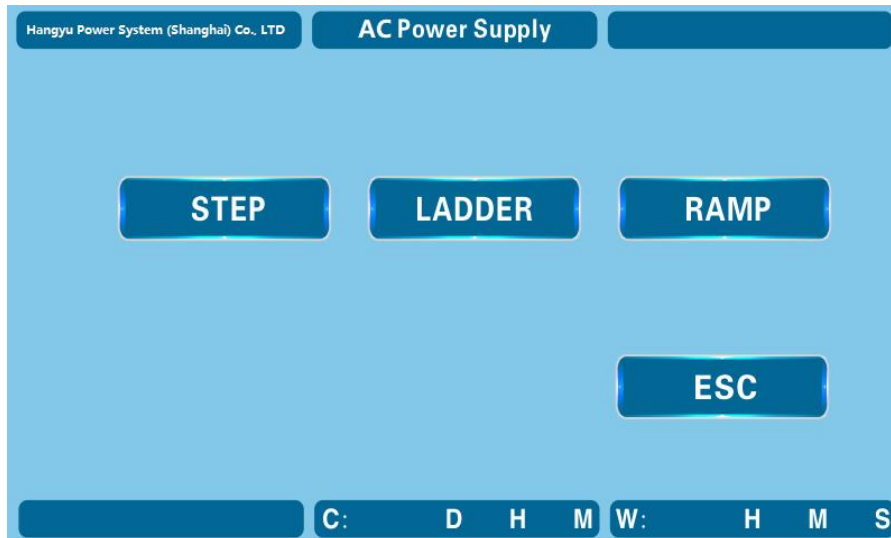 Hangyu Power System (Shanghai) Co., LTD
AC Power Supply
STEP
LADDER
RAMP
ESC
C: D H M
W: H M S